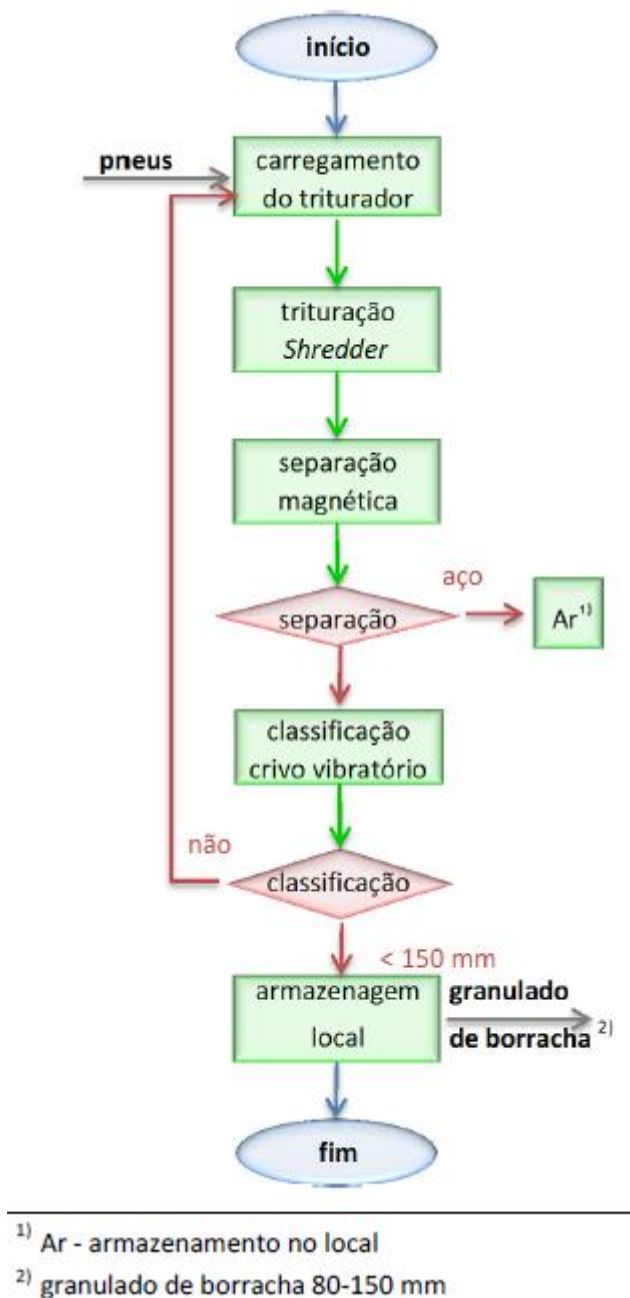 início
pneus
carregamento
do triturador
trituração
Shredder
separação
magnética
aço
separação
Ar¹⁾
classificação
crivo vibratório
não
classificação
< 150 mm
armazenagem
local
granulado
de borracha ²⁾
fim
¹⁾ Ar - armazenamento no local
²⁾ granulado de borracha 80-150 mm